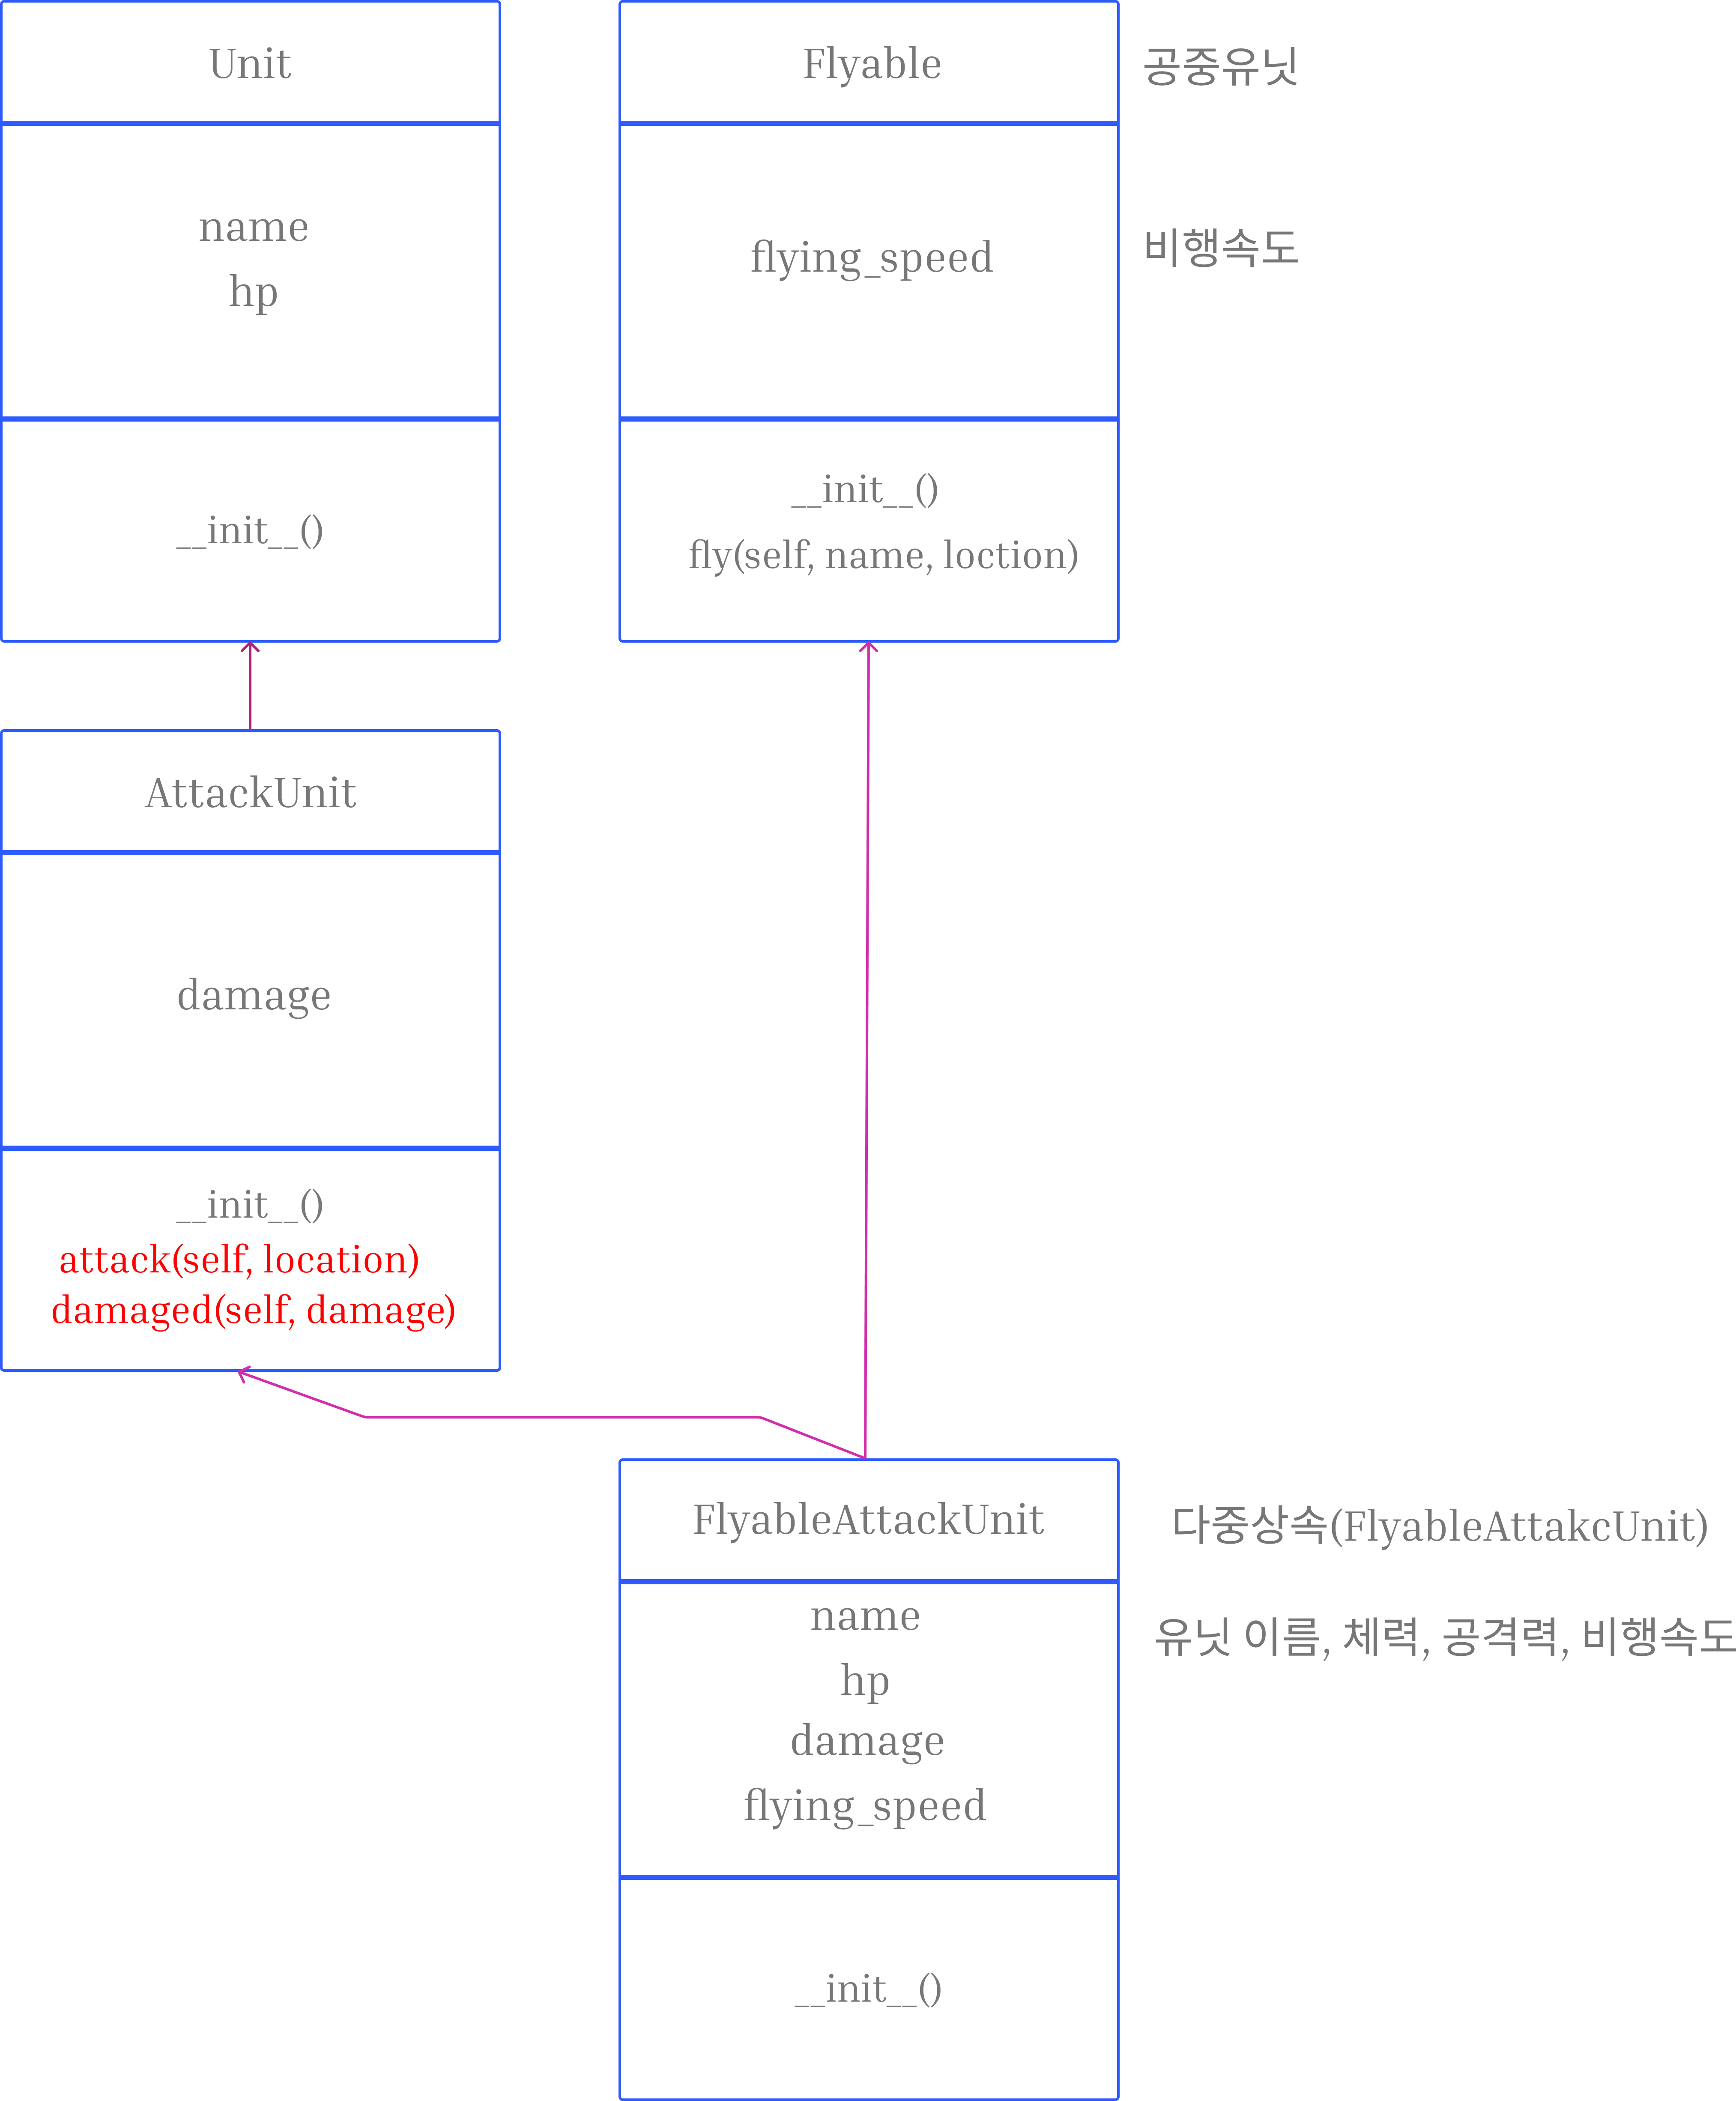 Unit
name
hp
__init__()
Flyable
공중유닛
flying_speed
비행속도
__init__()
fly(self, name, loction)
AttackUnit
damage
__init__()
attack(self, location)
damaged(self, damage)
FlyableAttackUnit
다중상속(FlyableAttakcUnit)
name
유닛 이름, 체력, 공격력, 비행속도
hp
damage
flying_speed
__init__()